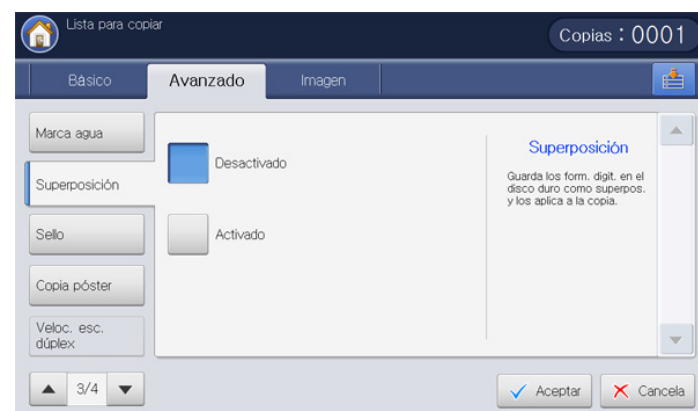 Lista para copiar
Copias : 0001
Básico
Avanzado
Imagen
Marca agua
Superposición
Sello
Copia póster
Veloc. esc.
dúplex
3/4
Desactivado
Activado
Superposición
Guarda los form. digit. en el
disco duro como superpos.
y los aplica a la copia.
Aceptar
Cancela